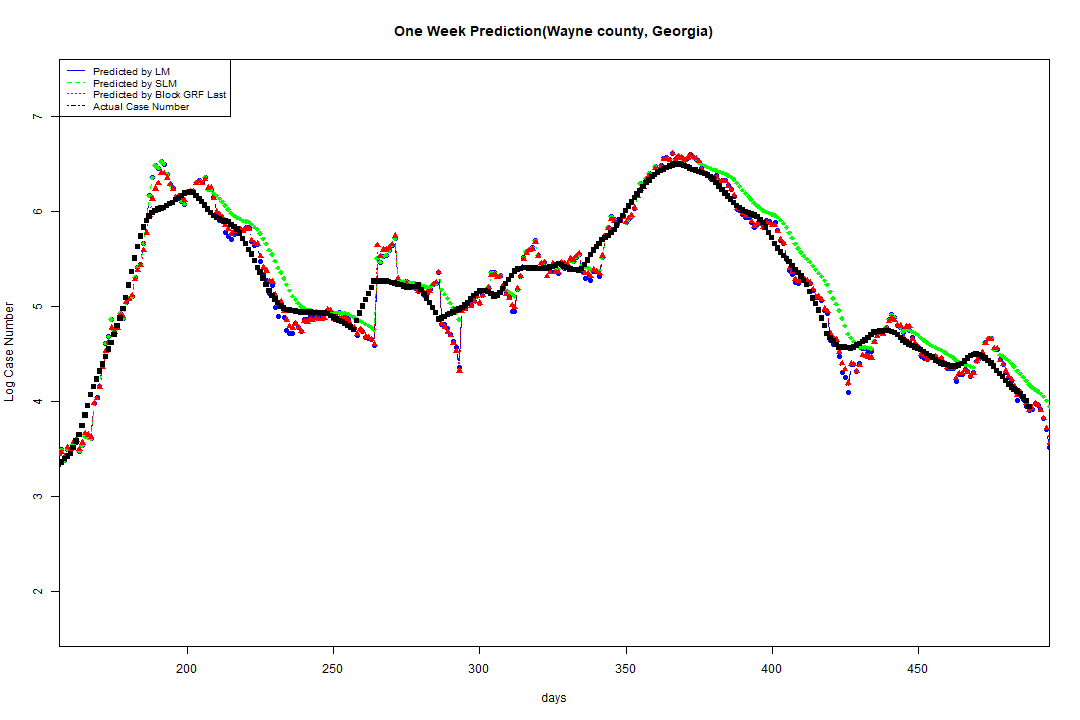 One Week Prediction(Wayne county, Georgia)
Predicted by LM
Predicted by SLM
Predicted by Block GRF Last
Actual Case Number
7
6
5
4
3
2
Log Case Number
200 250 300 350 400 450
days